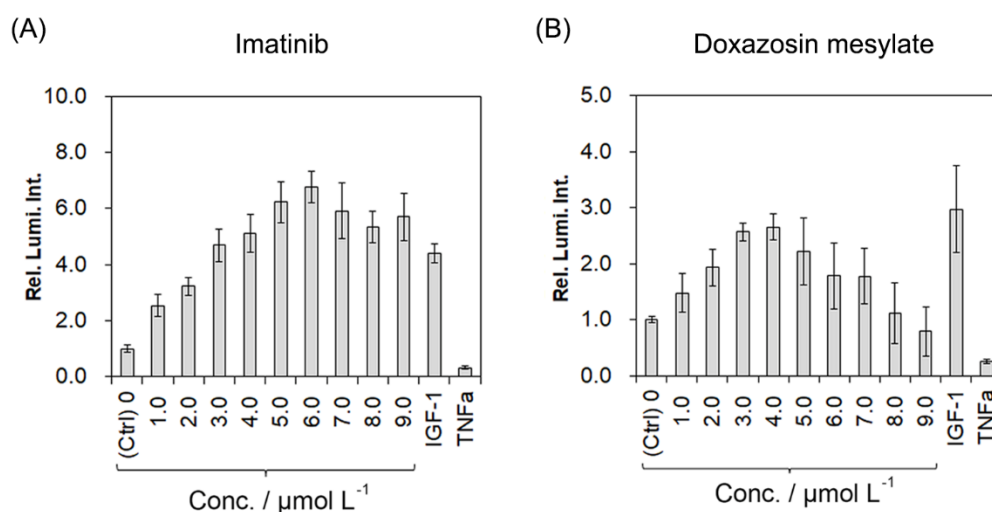 (A)
Imatinib
Rel. Lumi. Int.
10.0
8.0
6.0
4.0
2.0
0.0
(Ctrl) 0
1.0
2.0
3.0
4.0
5.0
6.0
7.0
8.0
9.0
IGF-1
TNFa
Conc. / µmol L⁻¹
(B)
Doxazosin mesylate
Rel. Lumi. Int.
5.0
4.0
3.0
2.0
1.0
0.0
(Ctrl) 0
1.0
2.0
3.0
4.0
5.0
6.0
7.0
8.0
9.0
IGF-1
TNFa
Conc. / µmol L⁻¹